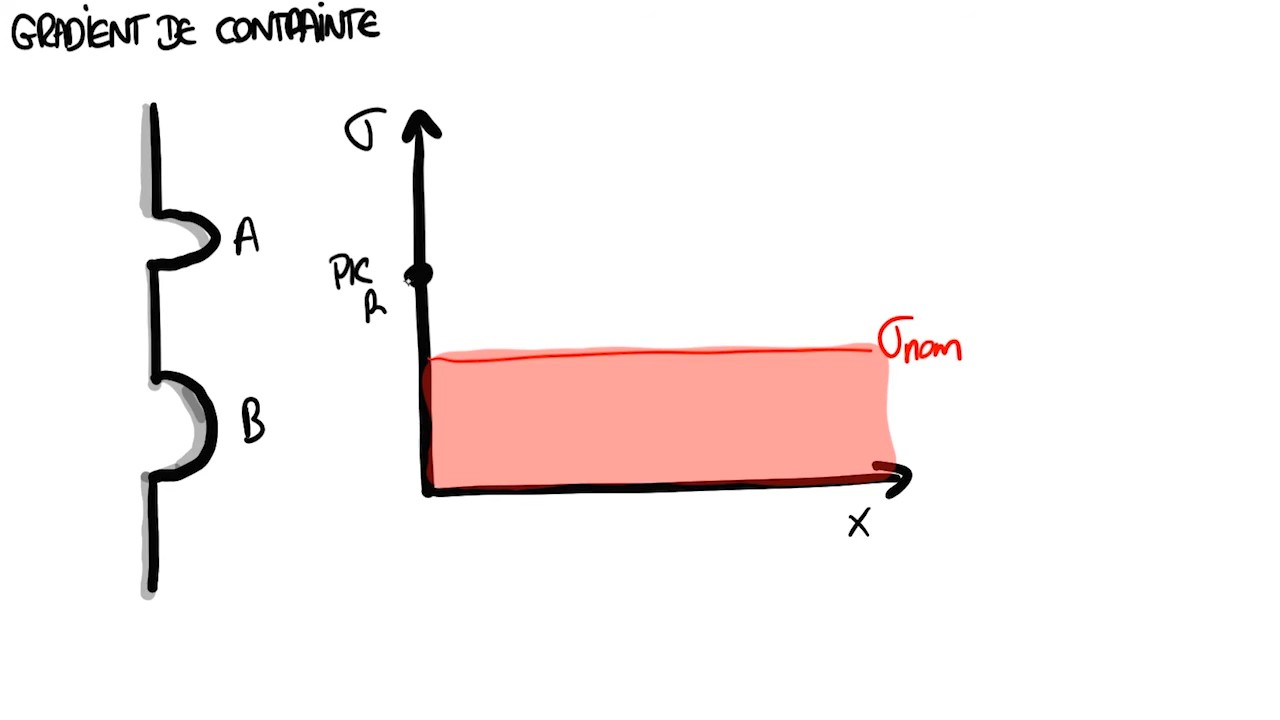 GRADIENT DE CONTRAINTE
σ
A
PIC
R
σnom
B
x